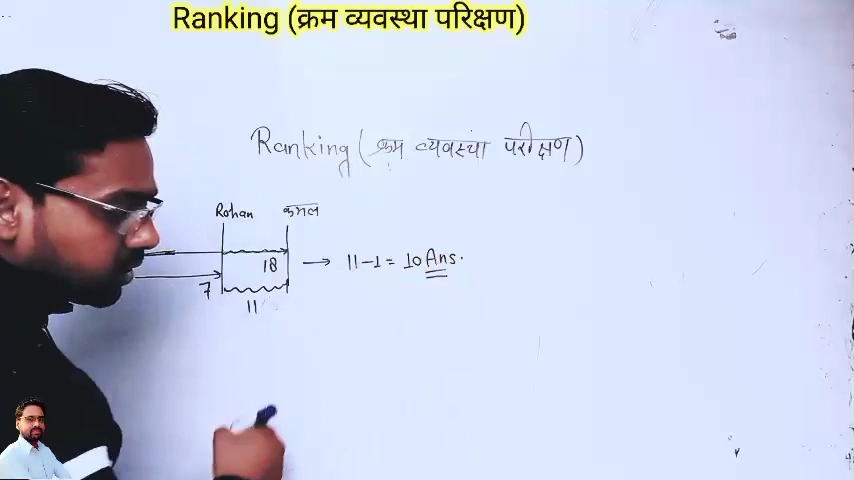 Ranking (क्रम व्यवस्था परिक्षण)
Ranking (क्रम व्यवस्था परीक्षण)
Rohan कमल
18 → 11-1 = 10 Ans.
7
11